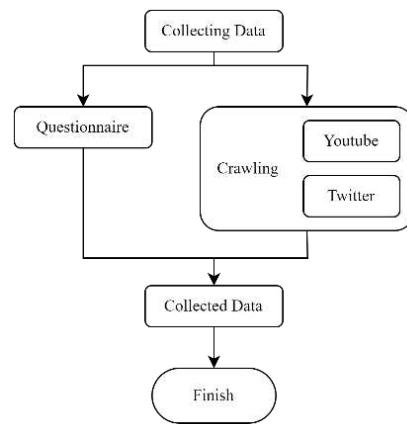 Collecting Data
Questionnaire
Crawling
Youtube
Twitter
Collected Data
Finish